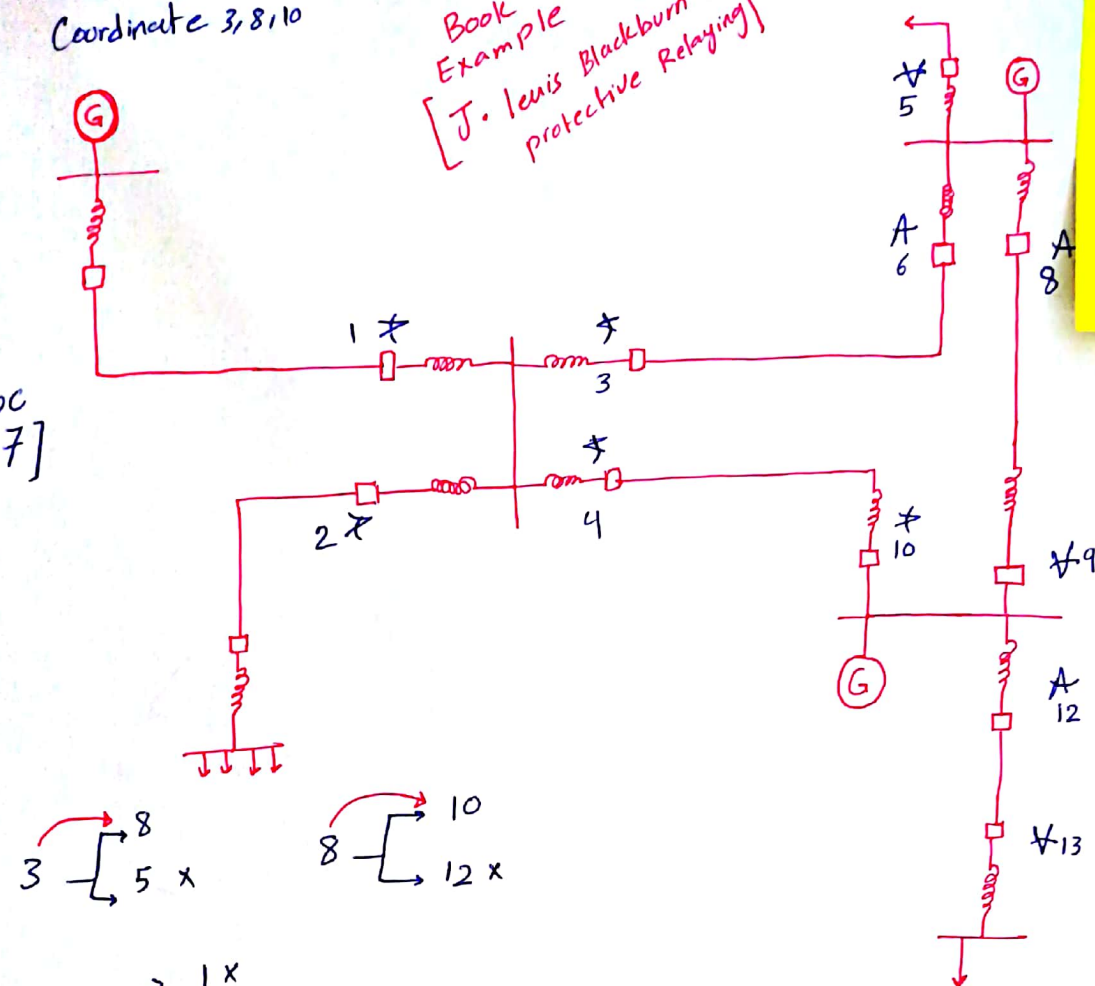 Coordinate 3,8,10
Book
Example
[J. leuis Blackburn
protective Relaying]
G
G
5
A
6
A
8
1
3
4
2
7]
10
9
G
A
12
13
3
8
5 x
8
10
12 x
1 x